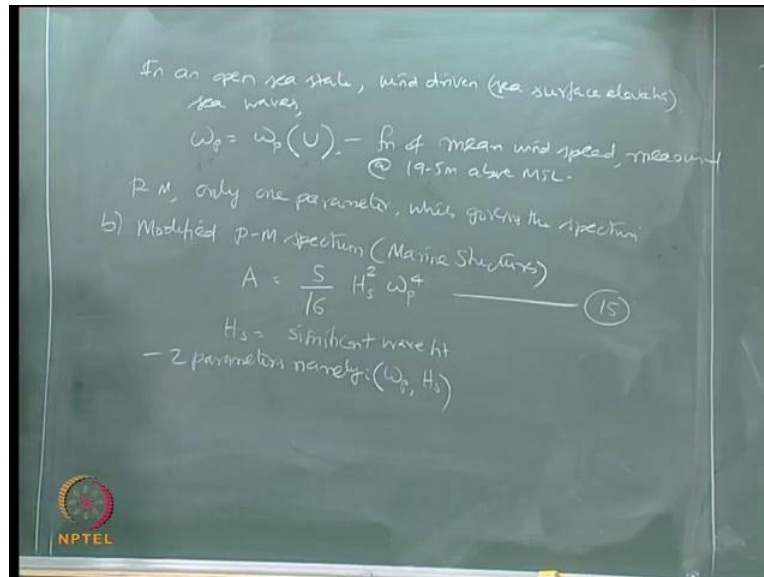 In an open sea state, wind driven (sea surface elevation)
sea waves,
ωp = ωp(U). – fn of mean wind speed, measured
@ 19.5m above MSL.
P M, only one parameter, which governs the spectrum
b) Modified P-M spectrum (Marine Structures)
A = 5/16 Hs² ωp⁴ ——— (15)
Hs = significant wave ht
– 2 parameters namely: (ωp, Hs)
NPTEL